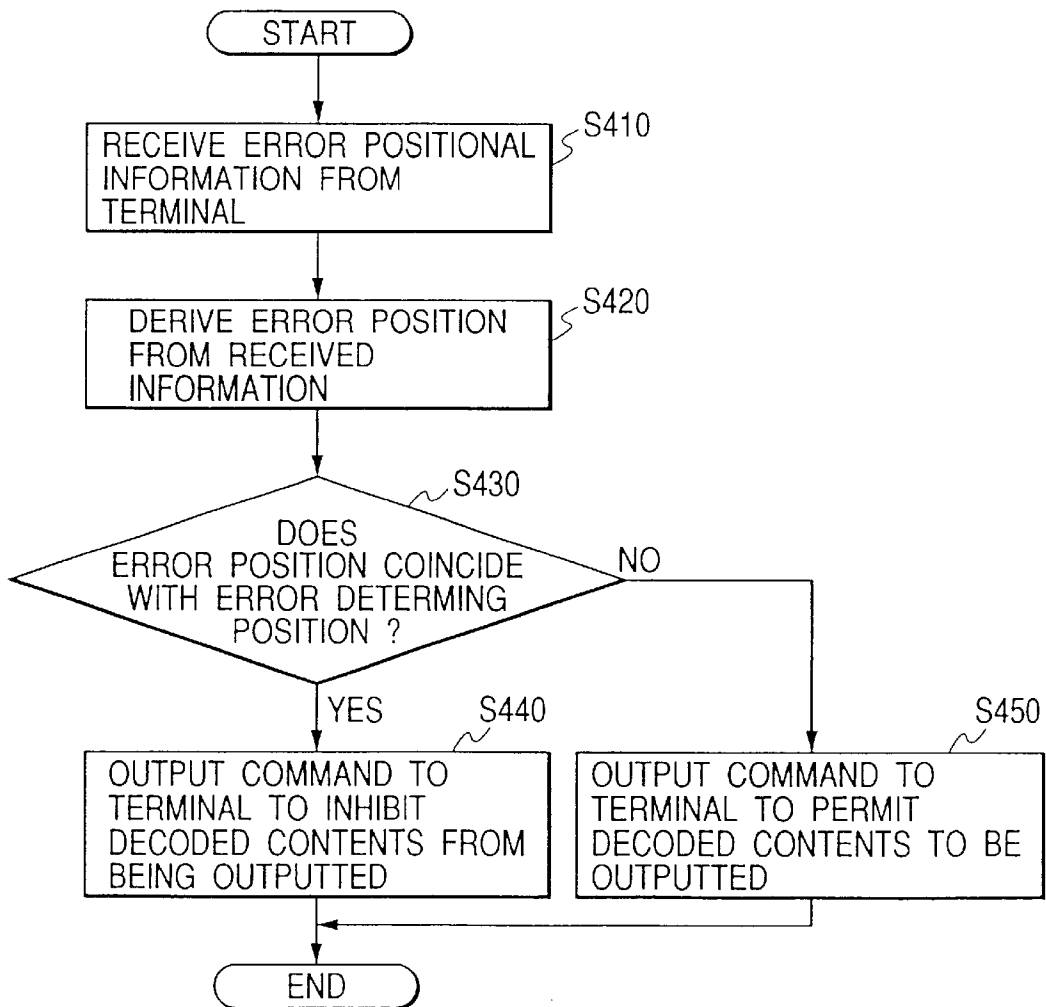 START
S410
RECEIVE ERROR POSITIONAL
INFORMATION FROM
TERMINAL
S420
DERIVE ERROR POSITION
FROM RECEIVED
INFORMATION
S430
DOES
ERROR POSITION COINCIDE
WITH ERROR DETERMING
POSITION ?
NO
YES
S440
OUTPUT COMMAND TO
TERMINAL TO INHIBIT
DECODED CONTENTS FROM
BEING OUTPUTTED
S450
OUTPUT COMMAND TO
TERMINAL TO PERMIT
DECODED CONTENTS TO BE
OUTPUTTED
END